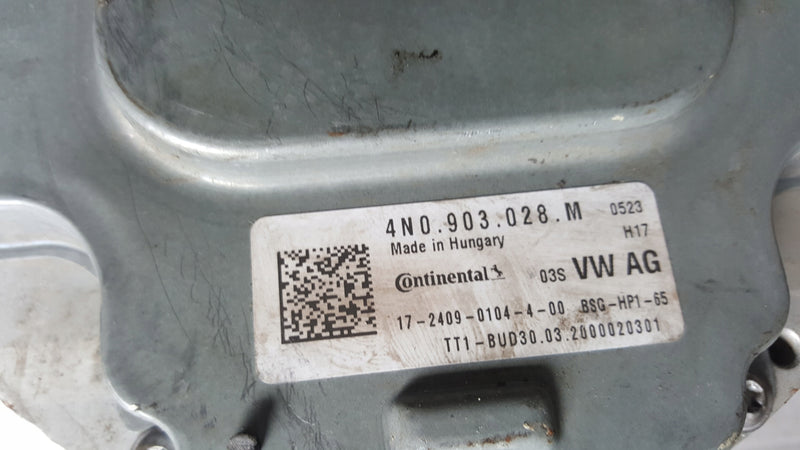 4N0.903.028.M 0523
Made in Hungary H17
Continental 03S VW AG
17-2409-0104-4-00 BSG-HP1-65
TT1-BUD30.03.2000020301